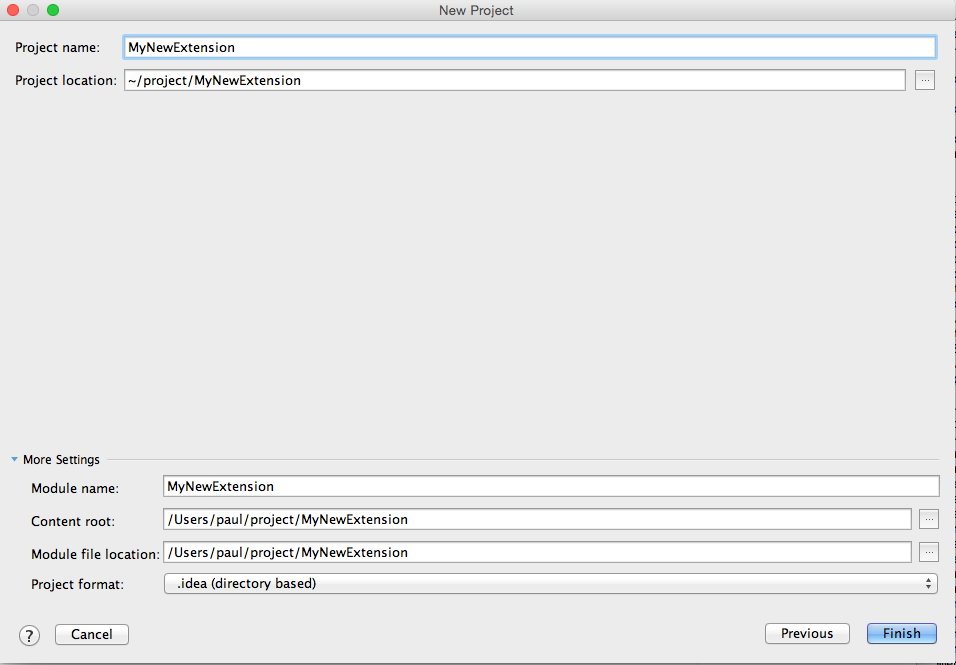 New Project
Project name: MyNewExtension
Project location: ~/project/MyNewExtension ...
More Settings
Module name: MyNewExtension
Content root: /Users/paul/project/MyNewExtension ...
Module file location: /Users/paul/project/MyNewExtension ...
Project format: .idea (directory based)
? Cancel Previous Finish